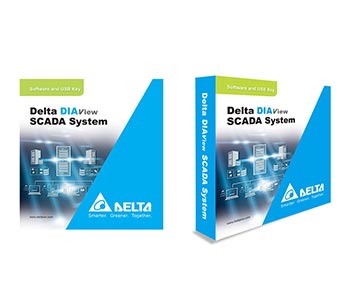 Software and USB Key
Delta DIAView
SCADA System
DELTA
Smarter. Greener. Together.
Delta DIAView SCADA System
Software and USB Key
Delta DIAView
SCADA System
DELTA
Smarter. Greener. Together.